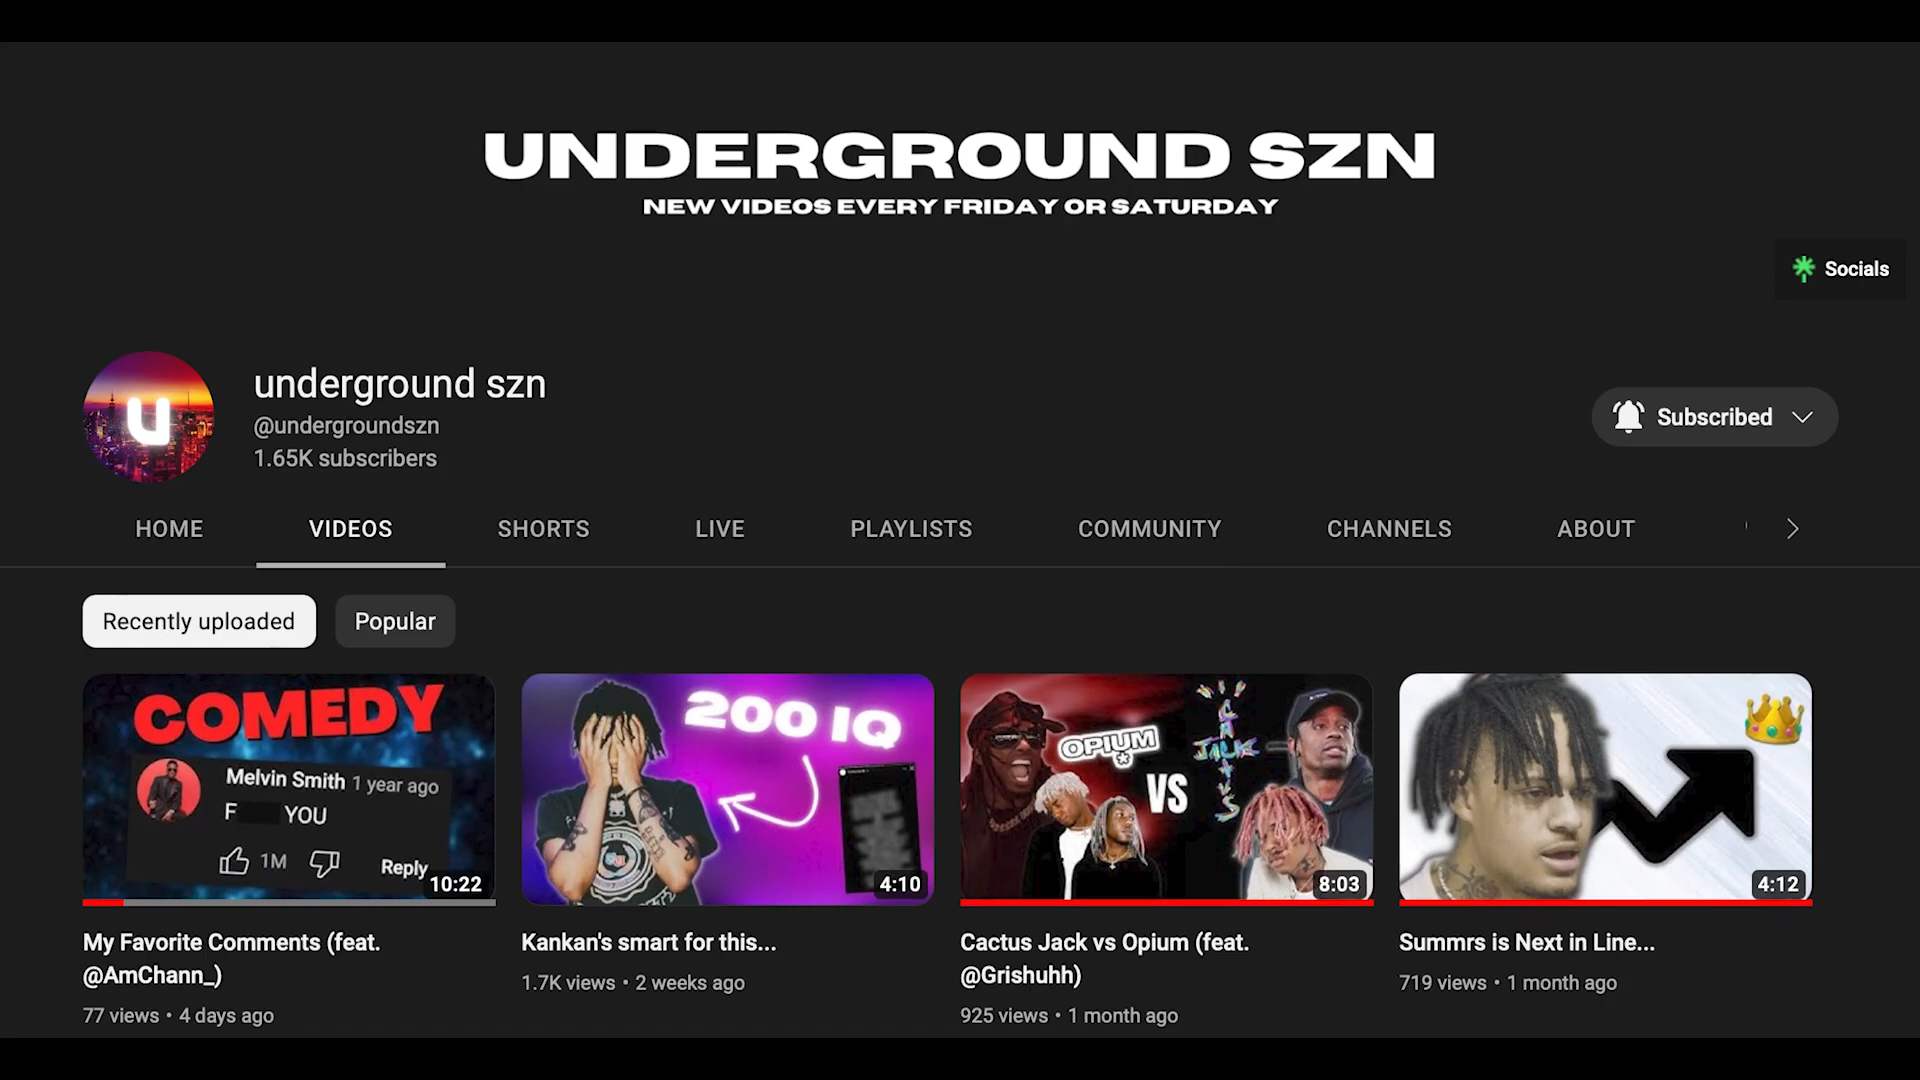 UNDERGROUND SZN
NEW VIDEOS EVERY FRIDAY OR SATURDAY
Socials
u
underground szn
@undergroundszn
1.65K subscribers
Subscribed
HOME
VIDEOS
SHORTS
LIVE
PLAYLISTS
COMMUNITY
CHANNELS
ABOUT
Recently uploaded
Popular
COMEDY
Melvin Smith 1 year ago
F YOU
1M
Reply
10:22
200 IQ
4:10
OPIUM
*
VS
CACTUS
JACK
8:03
4:12
My Favorite Comments (feat.
@AmChann_)
77 views • 4 days ago
Kankan's smart for this...
1.7K views • 2 weeks ago
Cactus Jack vs Opium (feat.
@Grishuhh)
925 views • 1 month ago
Summrs is Next in Line...
719 views • 1 month ago